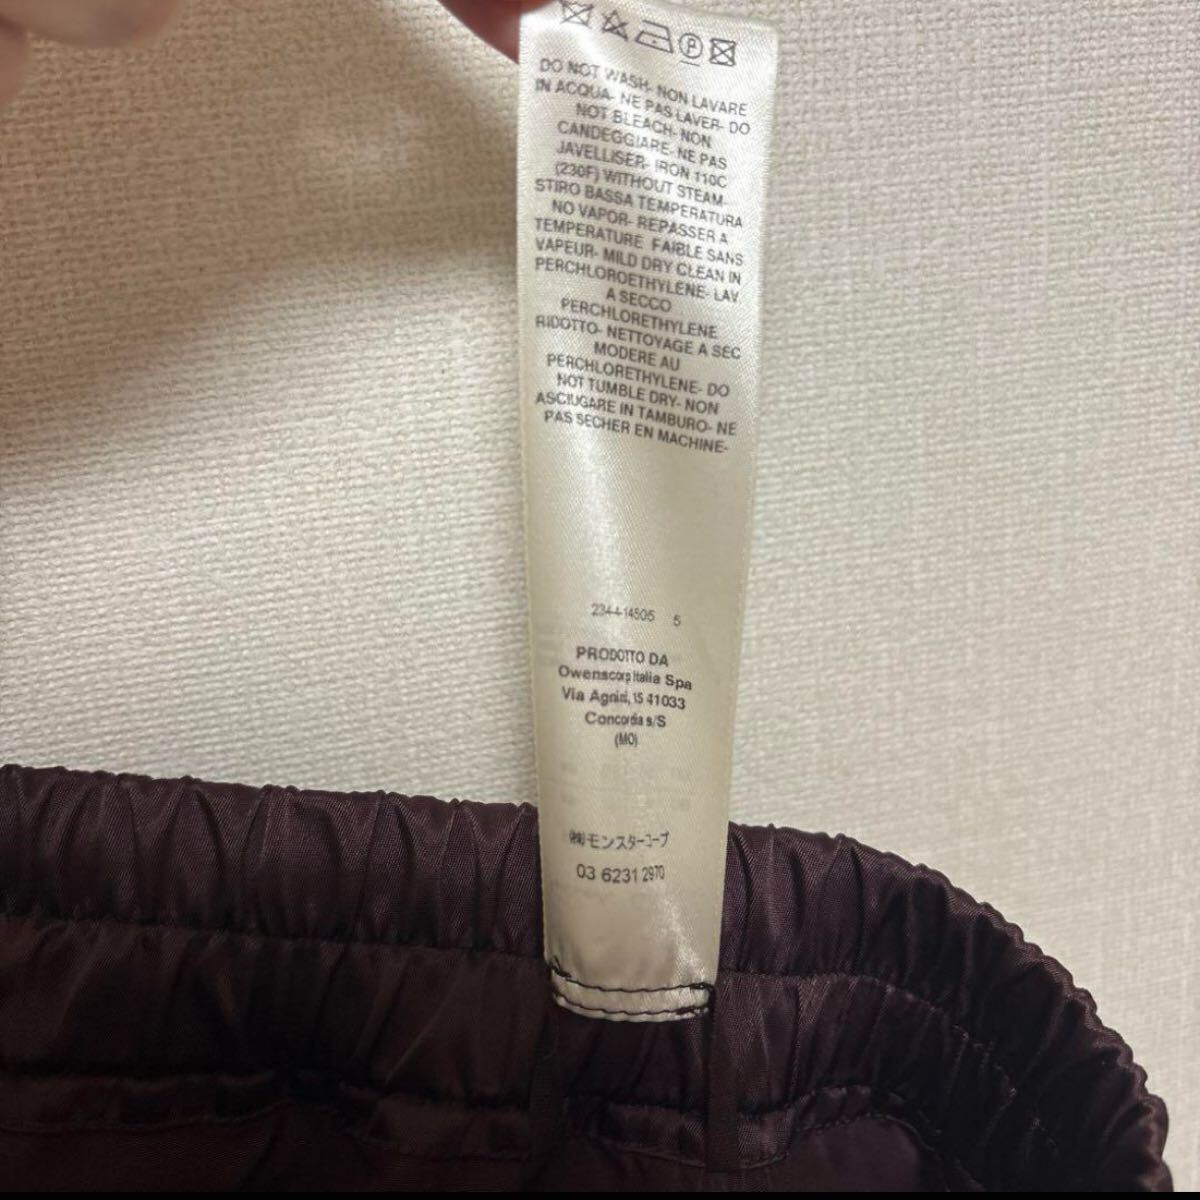 DO NOT WASH- NON LAVARE
IN ACQUA- NE PAS LAVER- DO
NOT BLEACH- NON
CANDEGGIARE- NE PAS
JAVELLISER- IRON 110C
(230F) WITHOUT STEAM-
STIRO BASSA TEMPERATURA
NO VAPOR- REPASSER A
TEMPERATURE FAIBLE SANS
VAPEUR- MILD DRY CLEAN IN
PERCHLOROETHYLENE- LAV
A SECCO
PERCHLORETHYLENE
RIDOTTO- NETTOYAGE A SEC
MODERE AU
PERCHLORETHYLENE- DO
NOT TUMBLE DRY- NON
ASCIUGARE IN TAMBURO- NE
PAS SECHER EN MACHINE-
234414505 5
PRODOTTO DA
Owenscorp Italia Spa
Via Agnini, 15 41033
Concordia s/S
(MO)
(株)モンスターコープ
03 6231 2970